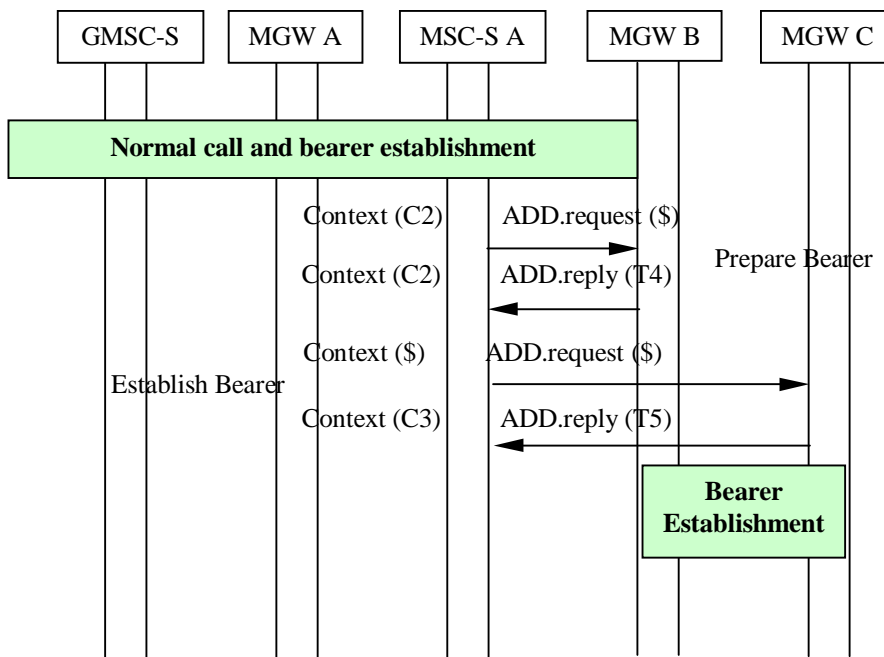 GMSC-S
MGW A
MSC-S A
MGW B
MGW C
Normal call and bearer establishment
Context (C2)
ADD.request ($)
Prepare Bearer
Context (C2)
ADD.reply (T4)
Context ($)
ADD.request ($)
Establish Bearer
Context (C3)
ADD.reply (T5)
Bearer
Establishment